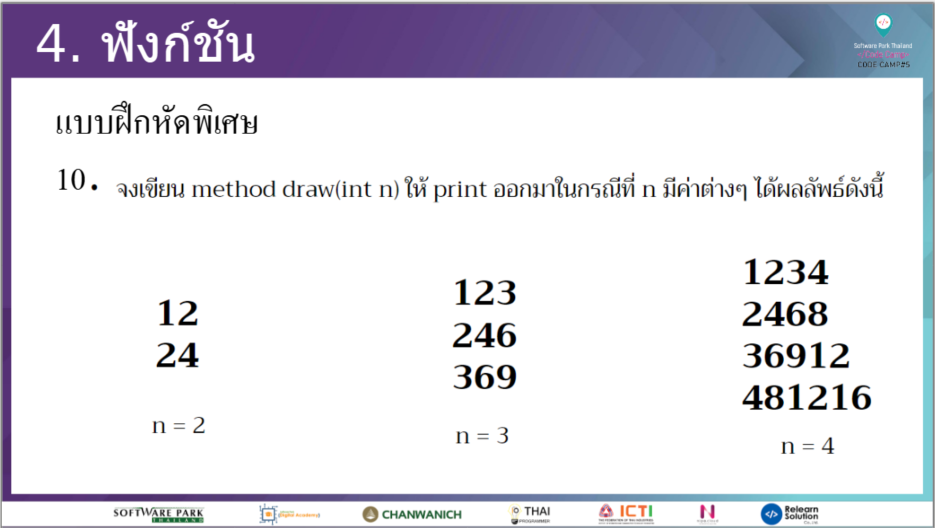 4. ฟังก์ชัน
Software Park Thailand
CODE CAMP#5
แบบฝึกหัดพิเศษ
10. จงเขียน method draw(int n) ให้ print ออกมาในกรณีที่ n มีค่าต่างๆ ได้ผลลัพธ์ดังนี้
12
24
n = 2
123
246
369
n = 3
1234
2468
36912
481216
n = 4
SOFTWARE PARK
THAILAND
CHANWANICH
THAI
PROGRAMMER
ICTI
Relearn
Solution